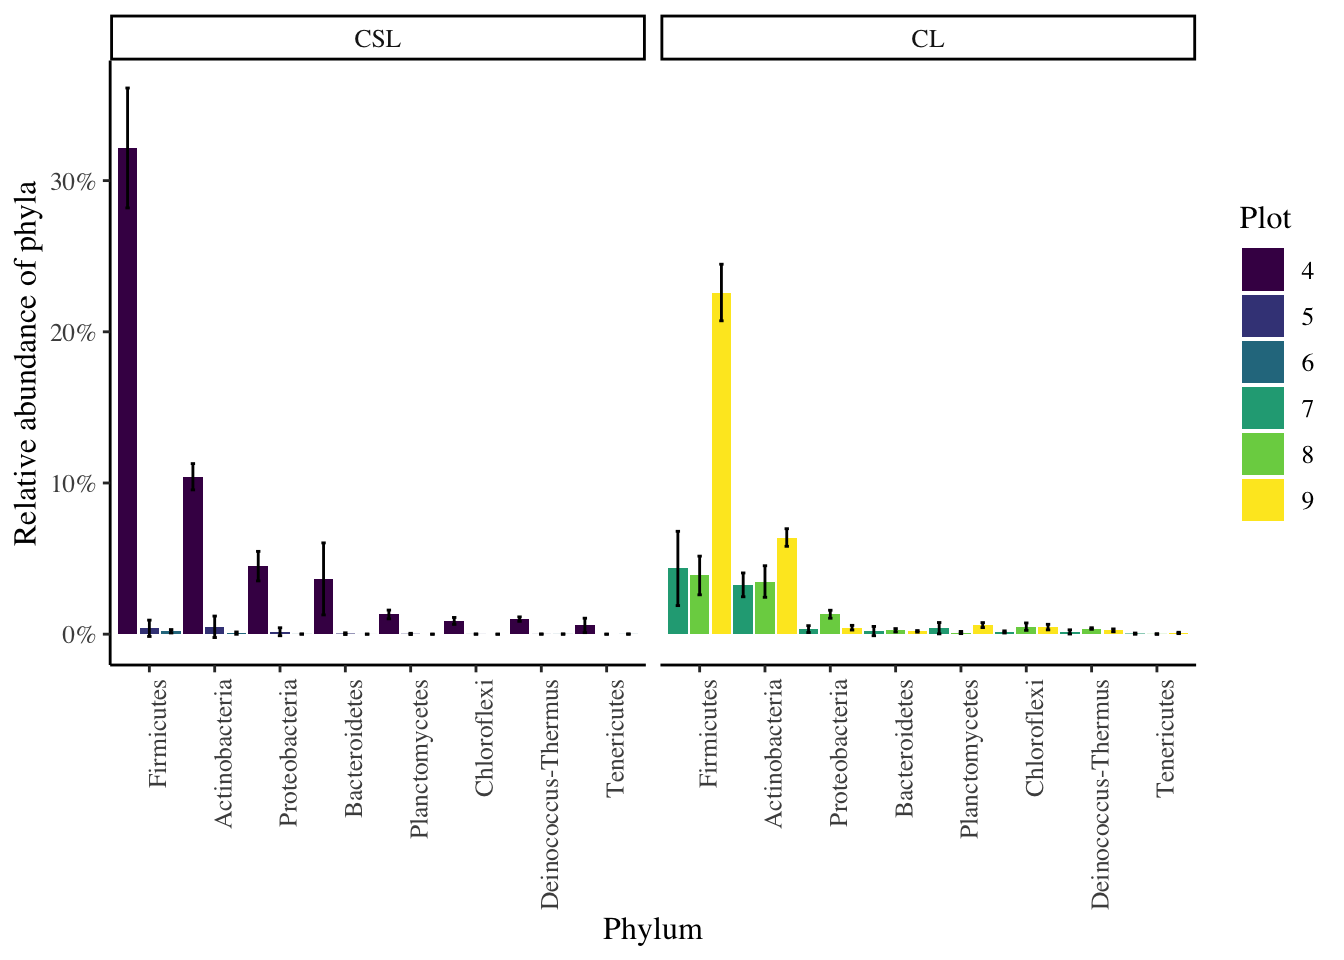 CSL
CL
Relative abundance of phyla
30%
20%
10%
0%
Firmicutes
Actinobacteria
Proteobacteria
Bacteroidetes
Planctomycetes
Chloroflexi
Deinococcus-Thermus
Tenericutes
Firmicutes
Actinobacteria
Proteobacteria
Bacteroidetes
Planctomycetes
Chloroflexi
Deinococcus-Thermus
Tenericutes
Phylum
Plot
4
5
6
7
8
9